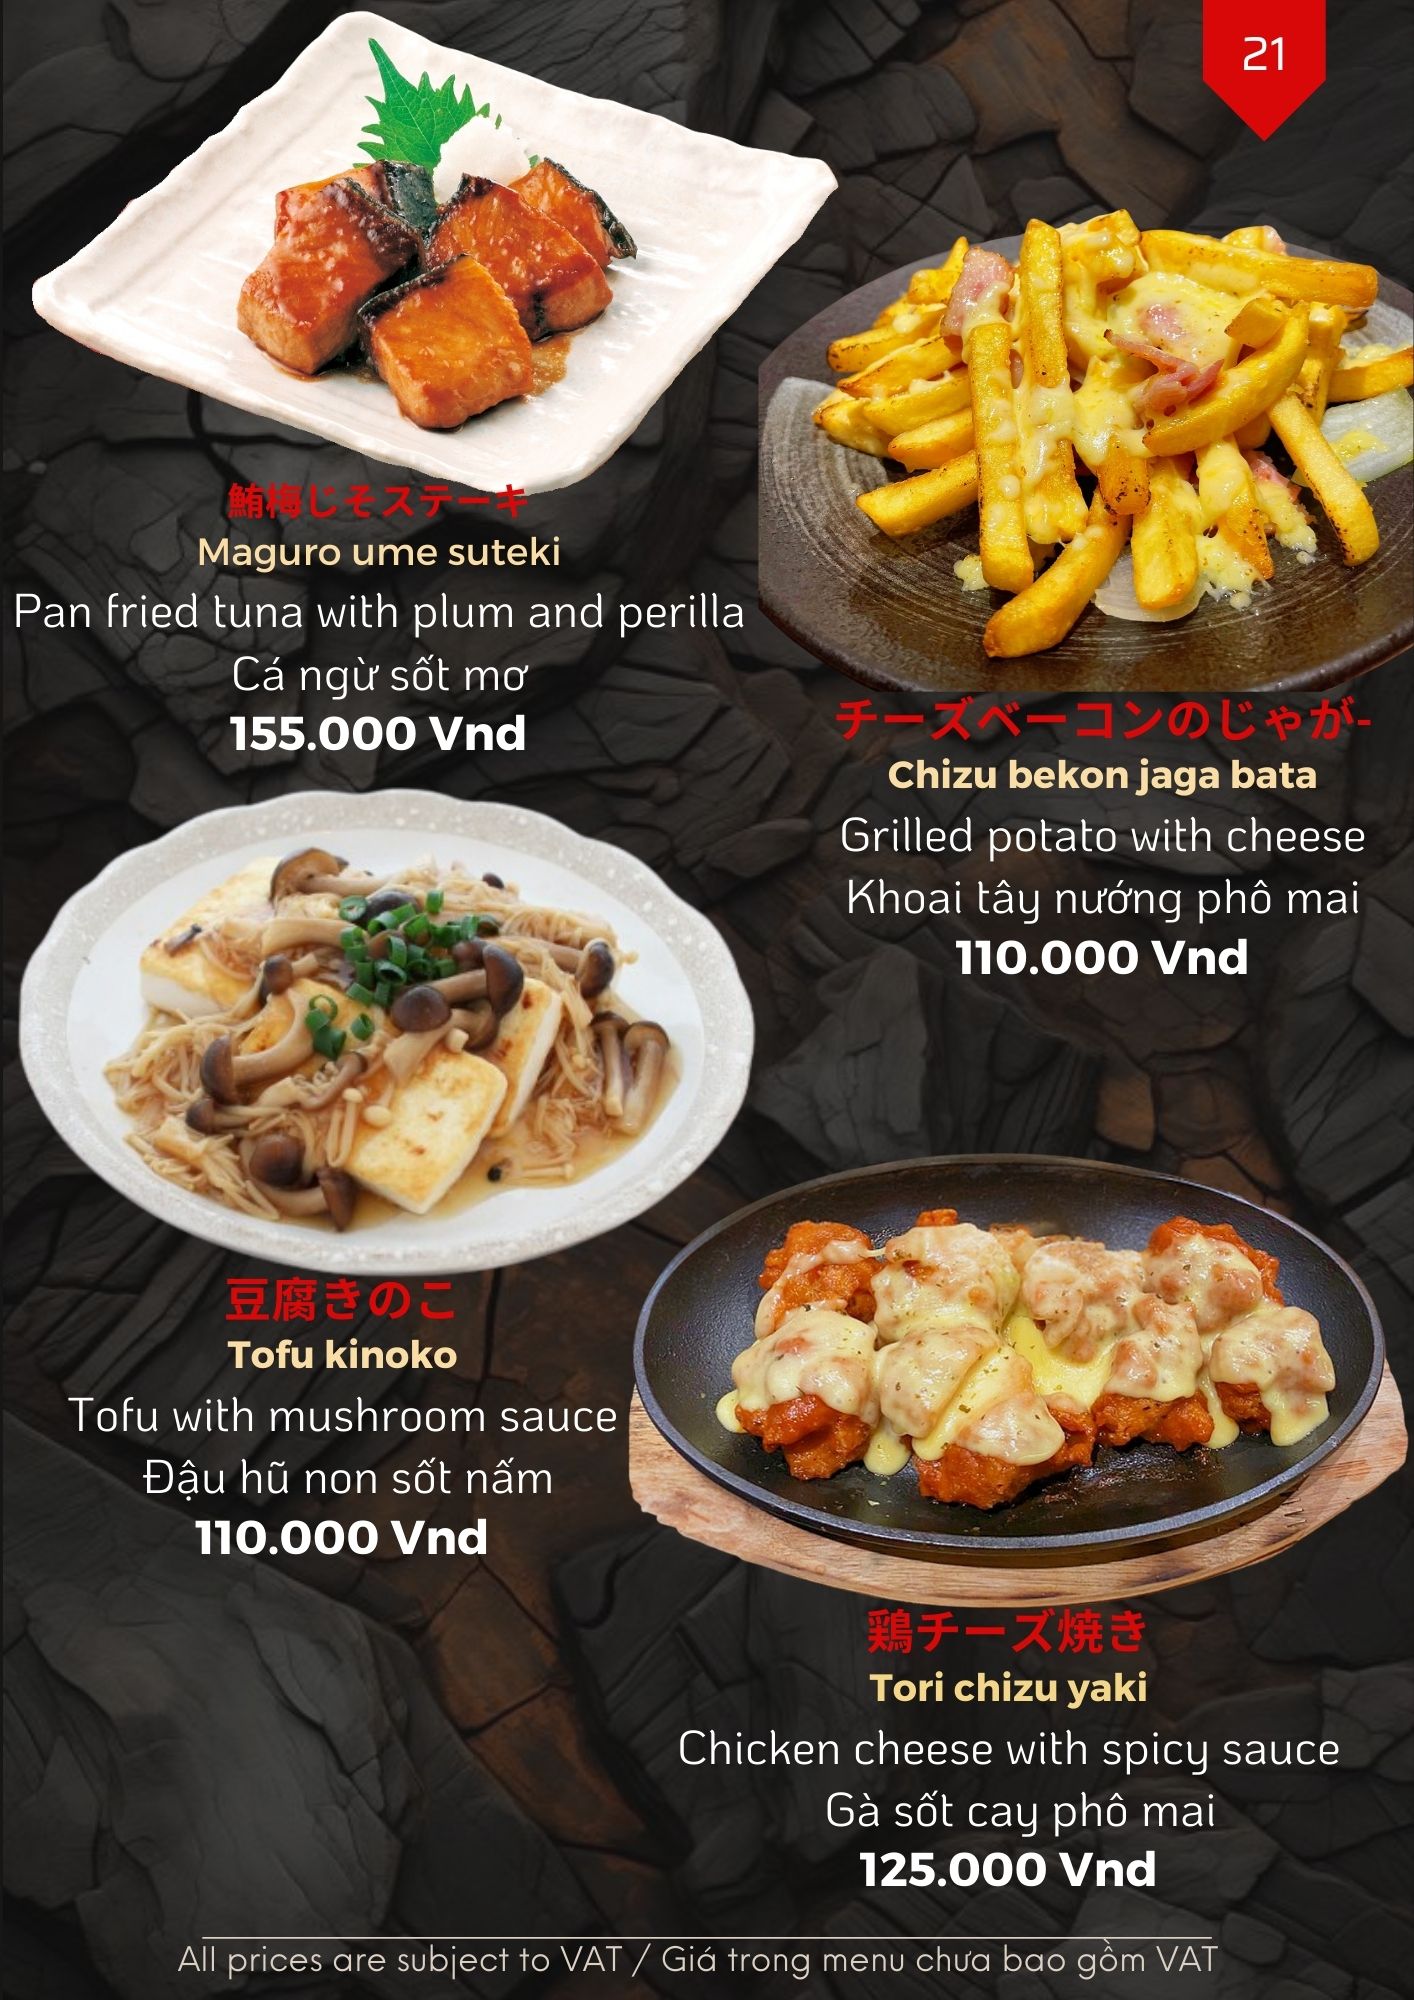 21
鮪梅じそステーキ
Maguro ume suteki
Pan fried tuna with plum and perilla
Cá ngừ sốt mơ
155.000 Vnd
チーズベーコンのじゃが-
Chizu bekon jaga bata
Grilled potato with cheese
Khoai tây nướng phô mai
110.000 Vnd
豆腐きのこ
Tofu kinoko
Tofu with mushroom sauce
Đậu hũ non sốt nấm
110.000 Vnd
鶏チーズ焼き
Tori chizu yaki
Chicken cheese with spicy sauce
Gà sốt cay phô mai
125.000 Vnd
All prices are subject to VAT / Giá trong menu chưa bao gồm VAT